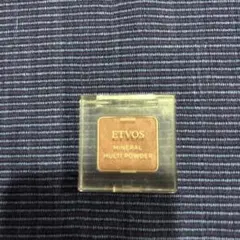 ETVOS
MINERAL
MULTI POWDER